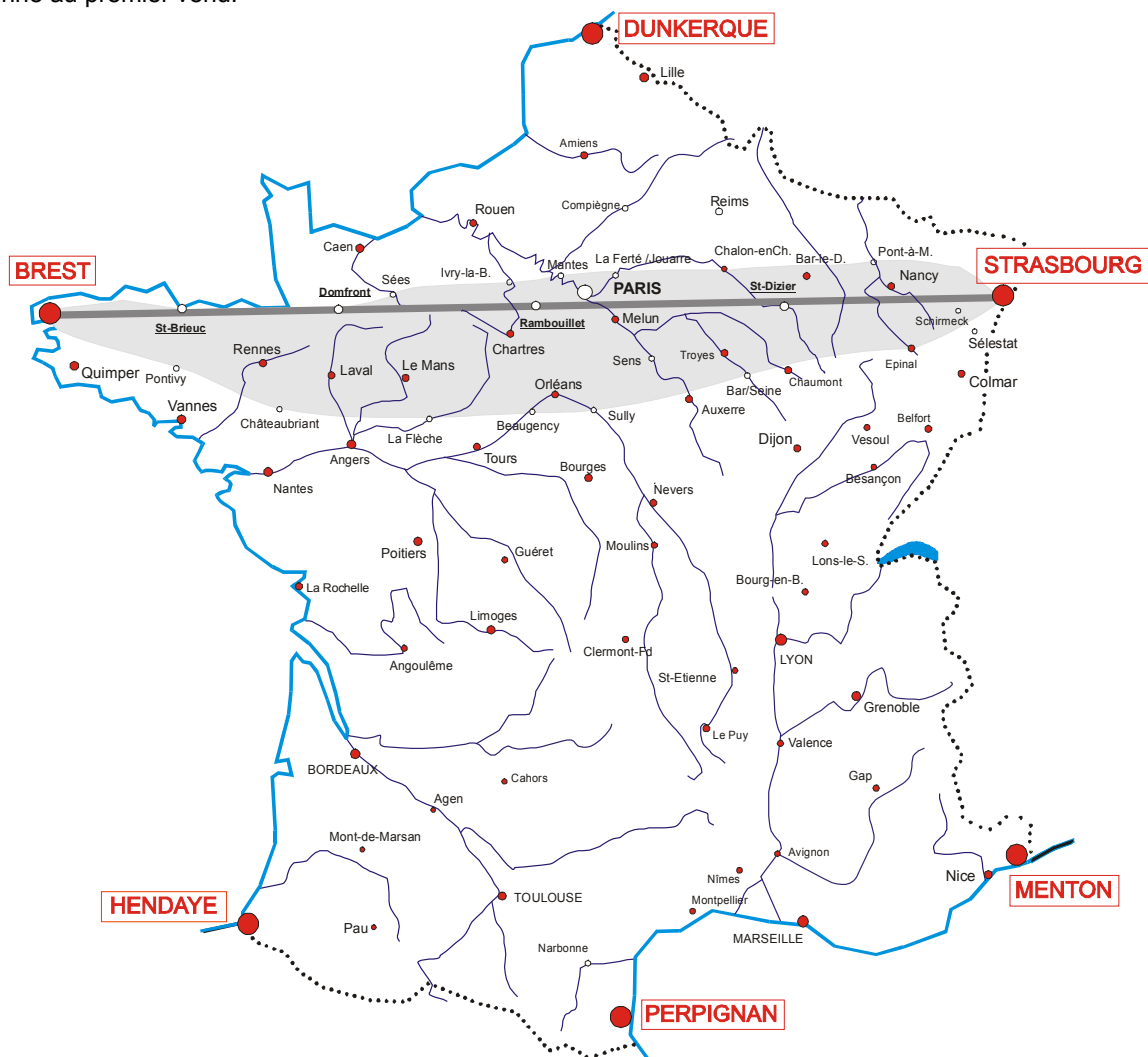 DUNKERQUE
Lille
Amiens
Compiègne
Reims
Rouen
Caen
La Ferté /Jouarre
Chalon-enCh.
Bar-le-D.
Pont-à-M.
BREST
Sées
Ivry-la-B.
Mantes
Nancy
STRASBOURG
Domfront
PARIS
St-Dizier
St-Brieuc
Rambouillet
Melun
Schirmeck
Sélestat
Rennes
Chartres
Troyes
Sens
Epinal
Quimper
Pontivy
Laval
Le Mans
Orléans
Bar/Seine
Chaumont
Colmar
Vannes
Châteaubriant
La Flèche
Beaugency
Sully
Auxerre
Belfort
Angers
Tours
Dijon
Vesoul
Nantes
Bourges
Besançon
Nevers
Poitiers
Guéret
Moulins
Lons-le-S.
La Rochelle
Bourg-en-B.
Limoges
Angoulême
Clermont-Fd
LYON
St-Etienne
Grenoble
Le Puy
Valence
BORDEAUX
Cahors
Gap
Agen
Mont-de-Marsan
Avignon
Nîmes
Nice
MENTON
HENDAYE
TOULOUSE
Montpellier
Pau
MARSEILLE
Narbonne
PERPIGNAN